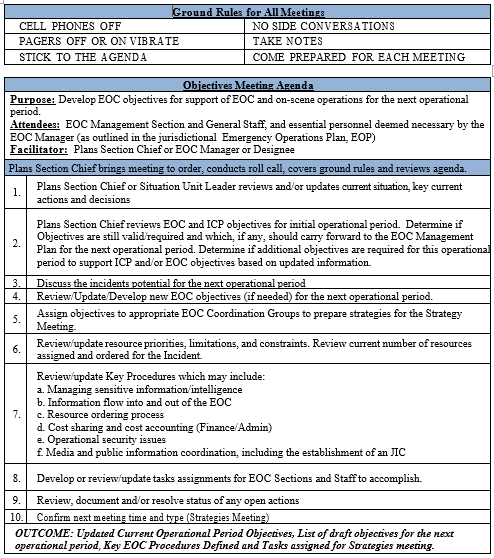 Ground Rules for All Meetings
CELL PHONES OFF NO SIDE CONVERSATIONS
PAGERS OFF OR ON VIBRATE TAKE NOTES
STICK TO THE AGENDA COME PREPARED FOR EACH MEETING
Objectives Meeting Agenda
Purpose: Develop EOC objectives for support of EOC and on-scene operations for the next operational
period.
Attendees: EOC Management Section and General Staff, and essential personnel deemed necessary by the
EOC Manager (as outlined in the jurisdictional Emergency Operations Plan, EOP)
Facilitator: Plans Section Chief or EOC Manager or Designee
Plans Section Chief brings meeting to order, conducts roll call, covers ground rules and reviews agenda.
1. Plans Section Chief or Situation Unit Leader reviews and/or updates current situation, key current
actions and decisions
2. Plans Section Chief reviews EOC and ICP objectives for initial operational period. Determine if
Objectives are still valid/required and which, if any, should carry forward to the EOC Management
Plan for the next operational period. Determine if additional objectives are required for this operational
period to support ICP and/or EOC objectives based on updated information.
3. Discuss the incidents potential for the next operational period
4. Review/Update/Develop new EOC objectives (if needed) for the next operational period.
5. Assign objectives to appropriate EOC Coordination Groups to prepare strategies for the Strategy
Meeting.
6. Review/update resource priorities, limitations, and constraints. Review current number of resources
assigned and ordered for the Incident.
7. Review/update Key Procedures which may include:
a. Managing sensitive information/intelligence
b. Information flow into and out of the EOC
c. Resource ordering process
d. Cost sharing and cost accounting (Finance/Admin)
e. Operational security issues
f. Media and public information coordination, including the establishment of an JIC
8. Develop or review/update tasks assignments for EOC Sections and Staff to accomplish.
9. Review, document and/or resolve status of any open actions
10. Confirm next meeting time and type (Strategies Meeting)
OUTCOME: Updated Current Operational Period Objectives, List of draft objectives for the next
operational period, Key EOC Procedures Defined and Tasks assigned for Strategies meeting.